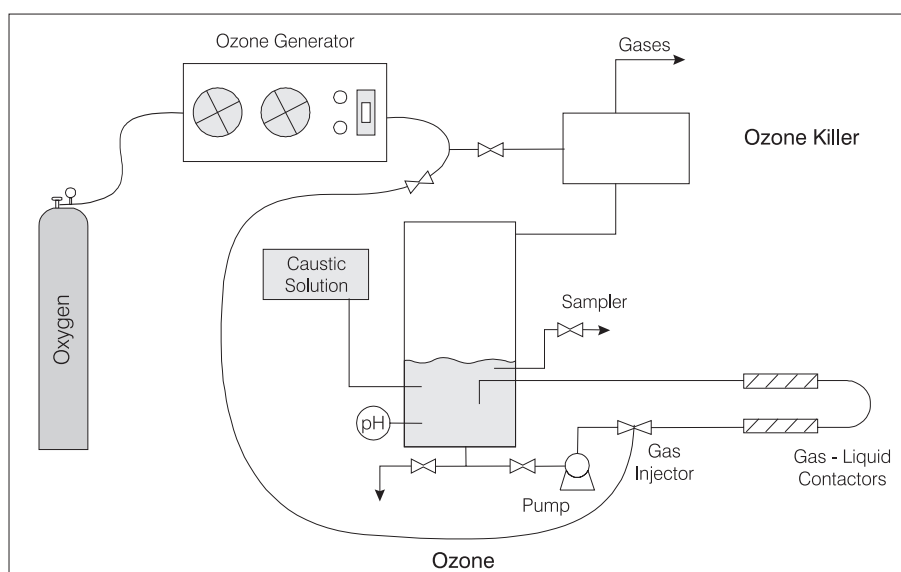 Ozone Generator
Gases
Ozone Killer
Caustic
Solution
Sampler
Oxygen
pH
Gas
Injector
Gas - Liquid
Contactors
Pump
Ozone